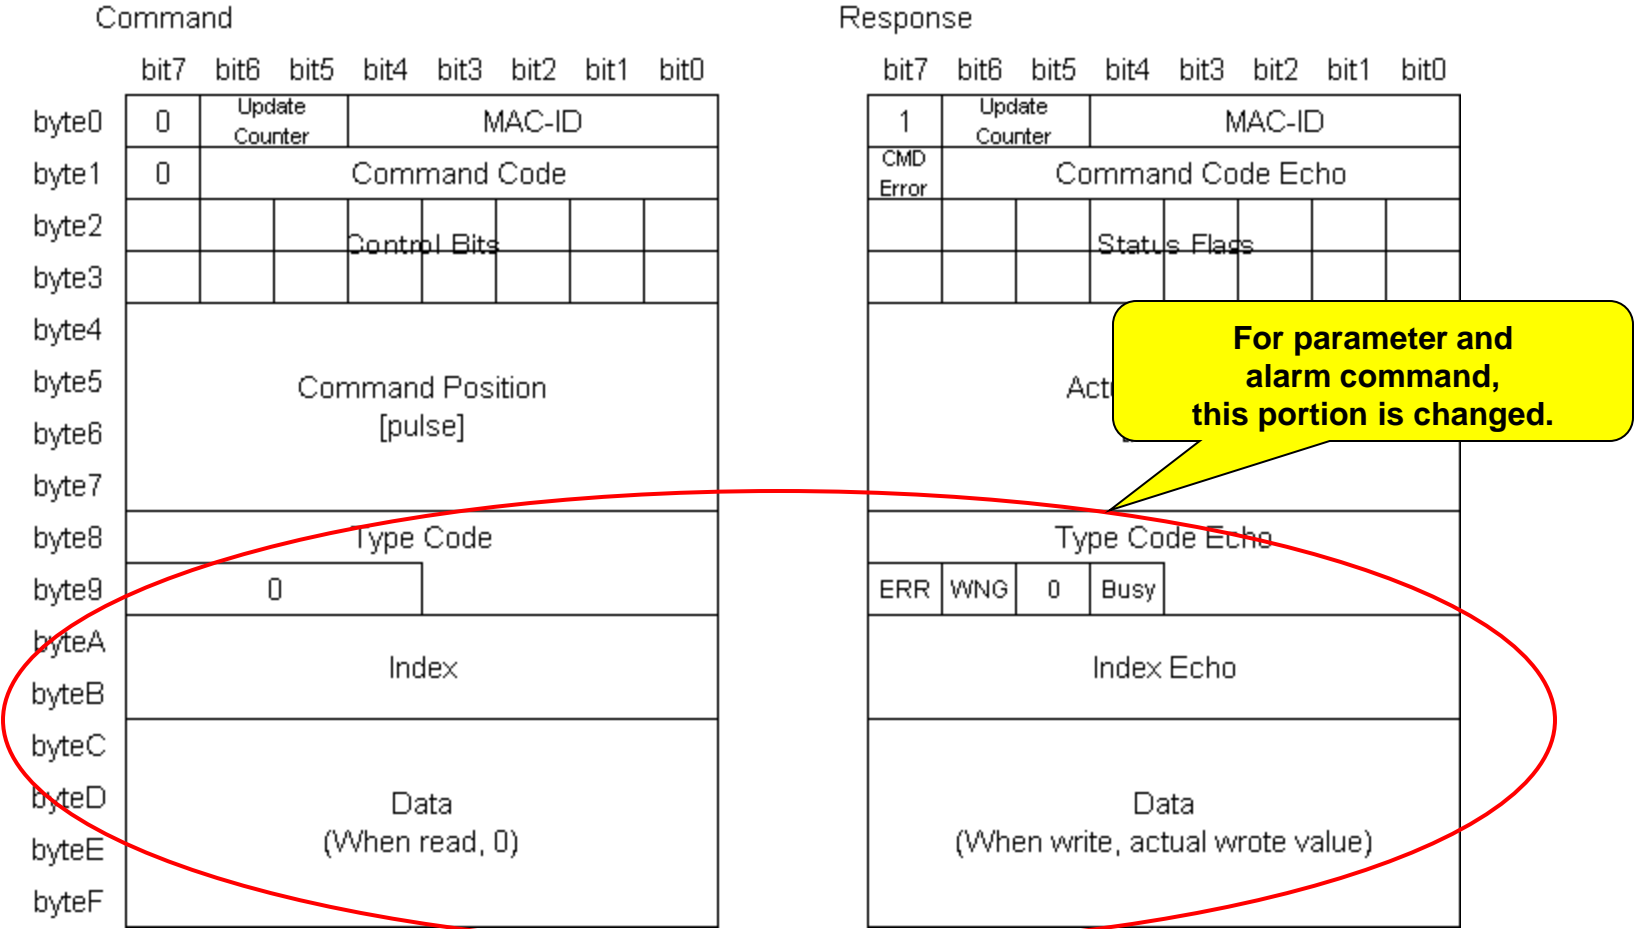 Command
Response
bit7 bit6 bit5 bit4 bit3 bit2 bit1 bit0
bit7 bit6 bit5 bit4 bit3 bit2 bit1 bit0
byte0 0 Update Counter MAC-ID
1 Update Counter MAC-ID
byte1 0 Command Code
CMD Error Command Code Echo
byte2
Control Bits
Status Flags
byte3
byte4
For parameter and
alarm command,
this portion is changed.
byte5 Command Position
byte6 [pulse]
byte7
byte8 Type Code
Type Code Echo
byte9 0
ERR WNG 0 Busy
byteA
Index
Index Echo
byteB
byteC
byteD Data
Data
(When read, 0)
(When write, actual wrote value)
byteE
byteF